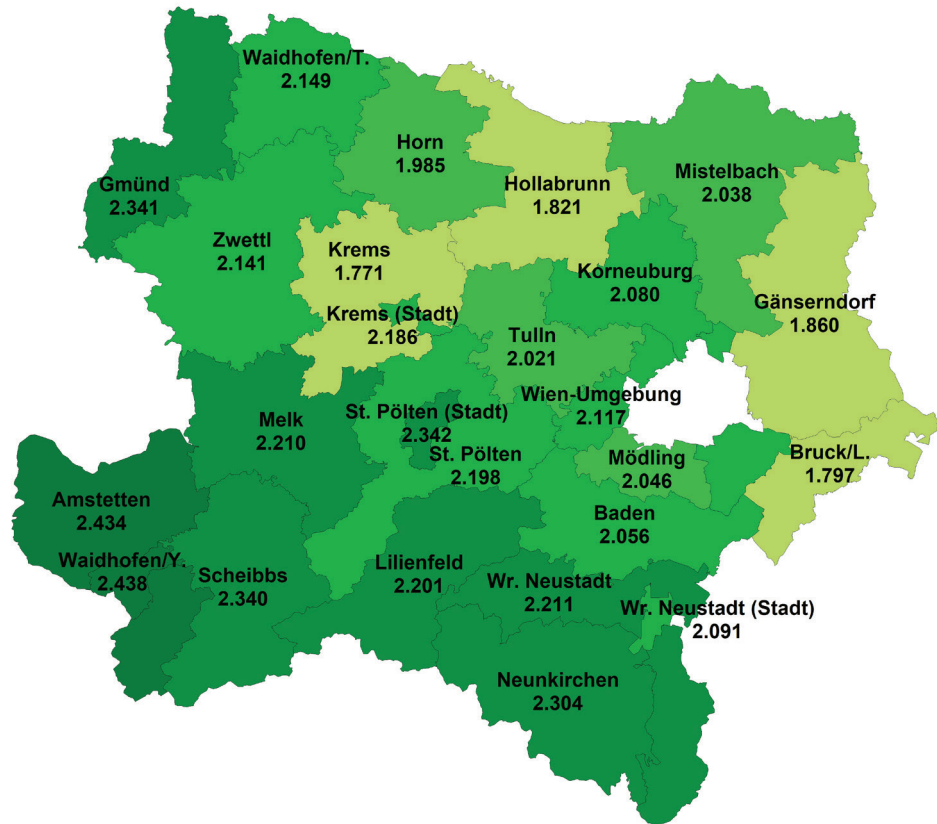 Waidhofen/T.
2.149
Horn
1.985
Hollabrunn
1.821
Mistelbach
2.038
Gmünd
2.341
Zwettl
2.141
Krems
1.771
Korneuburg
2.080
Gänserndorf
1.860
Krems (Stadt)
2.186
Tulln
2.021
Wien-Umgebung
2.117
Melk
2.210
St. Pölten (Stadt)
2.342
St. Pölten
2.198
Mödling
2.046
Bruck/L.
1.797
Amstetten
2.434
Baden
2.056
Waidhofen/Y.
2.438
Scheibbs
2.340
Lilienfeld
2.201
Wr. Neustadt
2.211
Wr. Neustadt (Stadt)
2.091
Neunkirchen
2.304